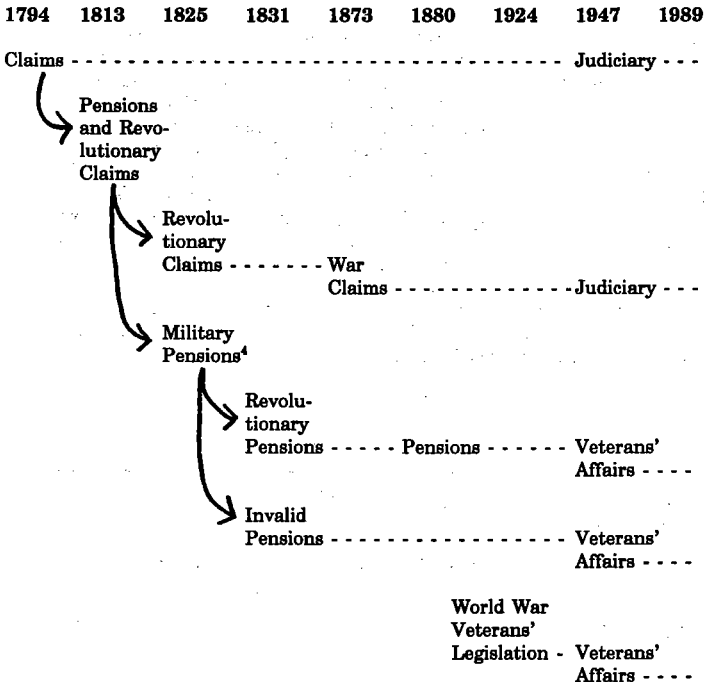 1794 1813 1825 1831 1873 1880 1924 1947 1989
Claims - - - - - - - - - - - - - - - - - - - - - - - - - - - - - - - - - - - - - Judiciary - - -
Pensions
and Revo-
lutionary
Claims
Revolu-
tionary
Claims - - - - - - - War
Claims - - - - - - - - - - - - - - Judiciary - - -
Military
Pensions⁴
Revolu-
tionary
Pensions - - - - - Pensions - - - - - - Veterans'
Affairs - - - -
Invalid
Pensions - - - - - - - - - - - - - - - - - Veterans'
Affairs - - - -
World War
Veterans'
Legislation - Veterans'
Affairs - - - -